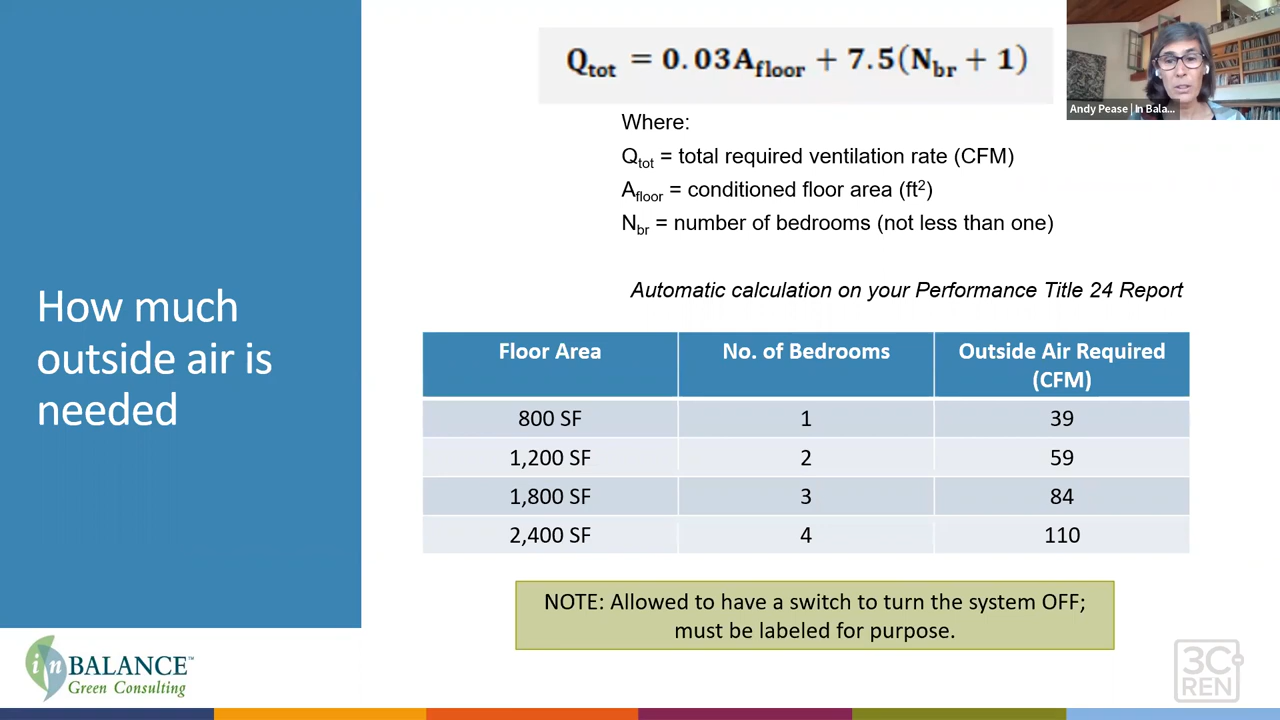 Q_tot = 0.03A_floor + 7.5(N_br + 1)
Andy Pease | In Bala...
Where:
Q_tot = total required ventilation rate (CFM)
A_floor = conditioned floor area (ft²)
N_br = number of bedrooms (not less than one)
Automatic calculation on your Performance Title 24 Report
How much
outside air is
needed
Floor Area No. of Bedrooms Outside Air Required
(CFM)
800 SF 1 39
1,200 SF 2 59
1,800 SF 3 84
2,400 SF 4 110
NOTE: Allowed to have a switch to turn the system OFF;
must be labeled for purpose.
in BALANCE™
Green Consulting
3C
REN